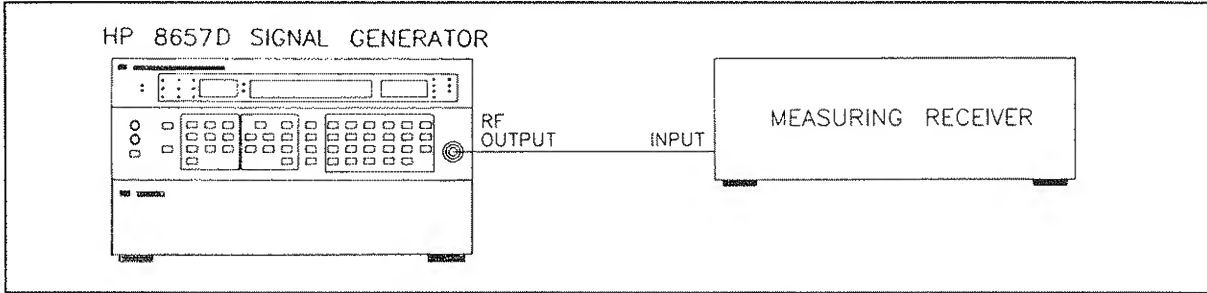 HP 8657D SIGNAL GENERATOR
RF
OUTPUT
INPUT
MEASURING RECEIVER